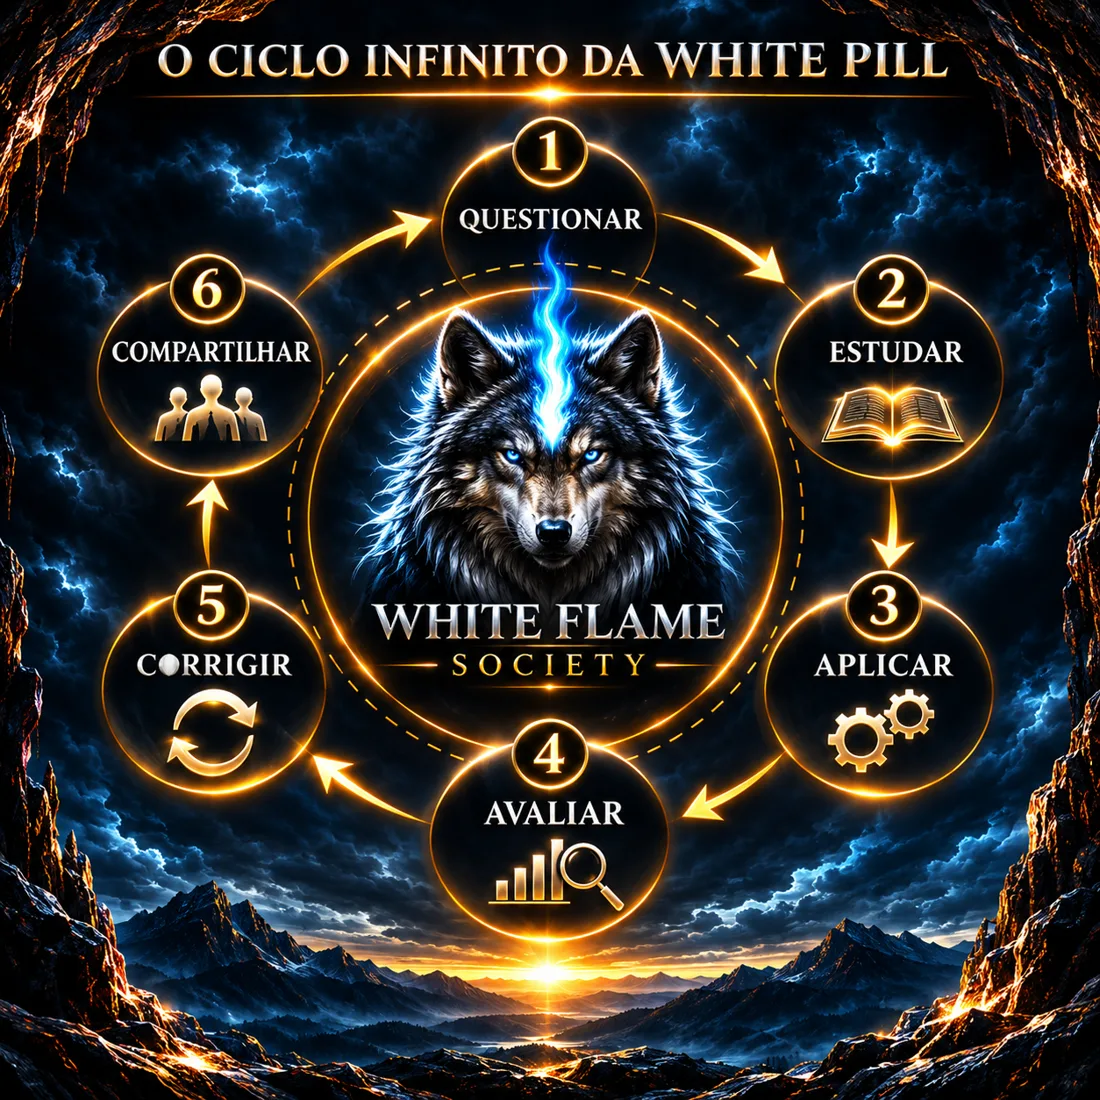 O CICLO INFINITO DA WHITE PILL
1
QUESTIONAR
2
ESTUDAR
3
APLICAR
4
AVALIAR
5
CORRIGIR
6
COMPARTILHAR
WHITE FLAME
SOCIETY